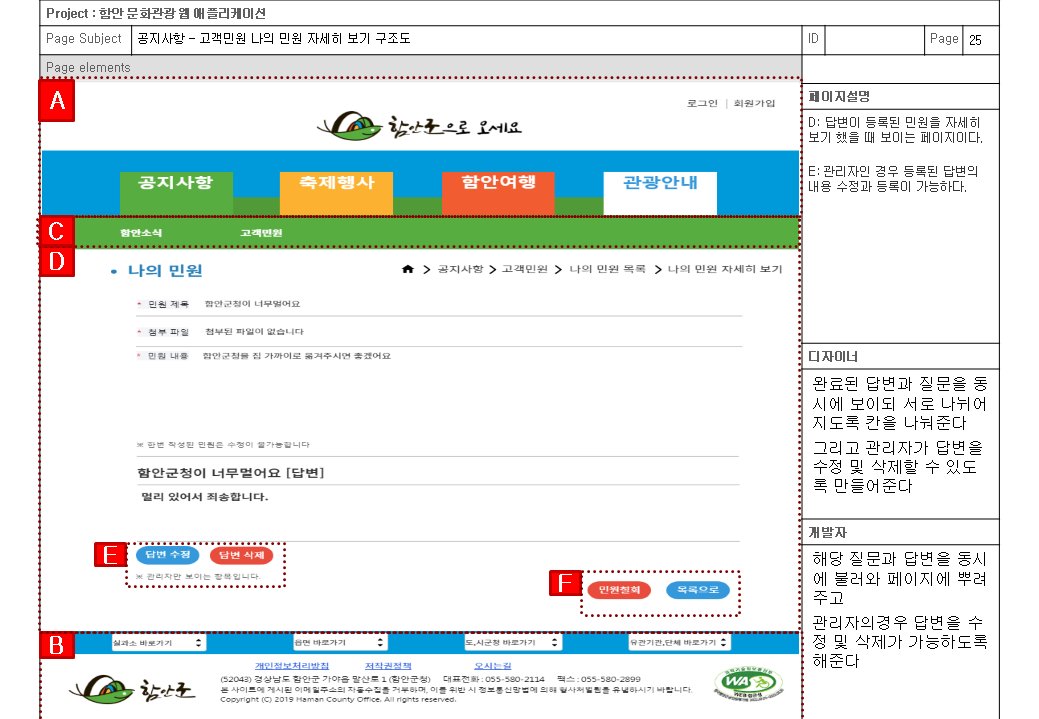 Project : 함안 문화관광 웹 애플리케이션
Page Subject 공지사항 – 고객민원 나의 민원 자세히 보기 구조도 ID Page 25
Page elements
A
로그인 | 회원가입
함안군으로 오세요
공지사항 축제행사 함안여행 관광안내
C
함안소식 고객민원
D
• 나의 민원
> 공지사항 > 고객민원 > 나의 민원 목록 > 나의 민원 자세히 보기
* 민원 제목 함안군청이 너무멀어요
* 첨부 파일 첨부된 파일이 없습니다
* 민원 내용 함안군청을 집 가까이로 옮겨주시면 좋겠어요
※ 한번 작성된 민원은 수정이 불가능합니다
함안군청이 너무멀어요 [답변]
멀리 있어서 죄송합니다.
E
답변 수정 답변 삭제
※ 관리자만 보이는 항목입니다.
F
민원철회 목록으로
B
실과소 바로가기 읍면 바로가기 도,시군청 바로가기 유관기관,단체 바로가기
개인정보처리방침 저작권정책 오시는길
함안군
(52043) 경상남도 함안군 가야읍 말산로 1 (함안군청) 대표전화 : 055-580-2114 팩스 : 055-580-2899
본 사이트에 게시된 이메일주소의 자동수집을 거부하며, 이를 위반 시 정보통신망법에 의해 형사처벌됨을 유념하시기 바랍니다.
Copyright (C) 2019 Haman County Office. All rights reserved.
WA
페이지설명
D: 답변이 등록된 민원을 자세히
보기 했을 때 보이는 페이지이다.
E: 관리자인 경우 등록된 답변의
내용 수정과 등록이 가능하다.
디자이너
완료된 답변과 질문을 동
시에 보이되 서로 나뉘어
지도록 칸을 나눠준다
그리고 관리자가 답변을
수정 및 삭제할 수 있도
록 만들어준다
개발자
해당 질문과 답변을 동시
에 불러와 페이지에 뿌려
주고
관리자의경우 답변을 수
정 및 삭제가 가능하도록
해준다